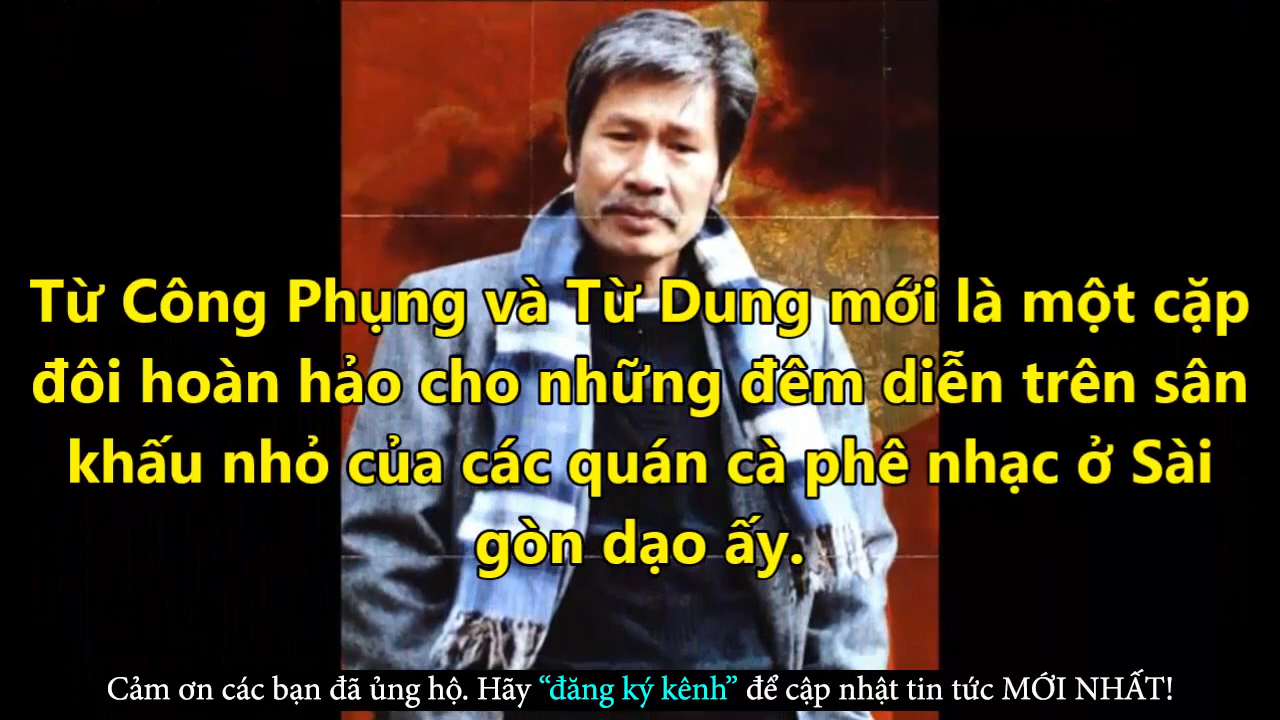 Từ Công Phụng và Từ Dung mới là một cặp
đôi hoàn hảo cho những đêm diễn trên sân
khấu nhỏ của các quán cà phê nhạc ở Sài
gòn dạo ấy.
Cảm ơn các bạn đã ủng hộ. Hãy “đăng ký kênh” để cập nhật tin tức MỚI NHẤT!